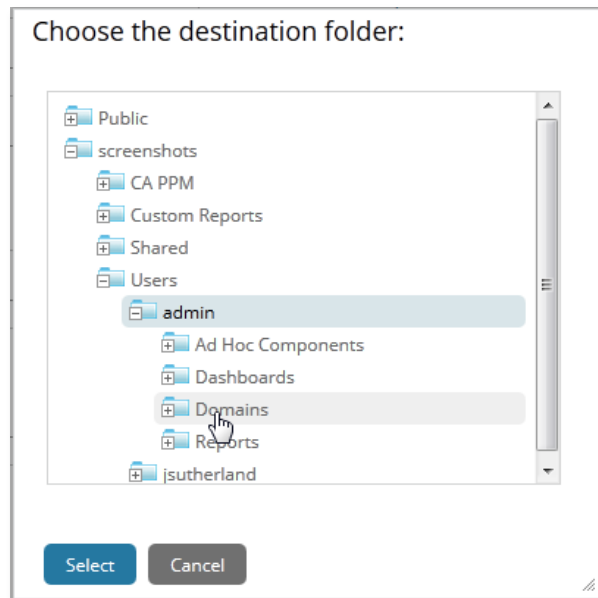 Choose the destination folder:
Public
screenshots
CA PPM
Custom Reports
Shared
Users
admin
Ad Hoc Components
Dashboards
Domains
Reports
jsutherland
Select
Cancel